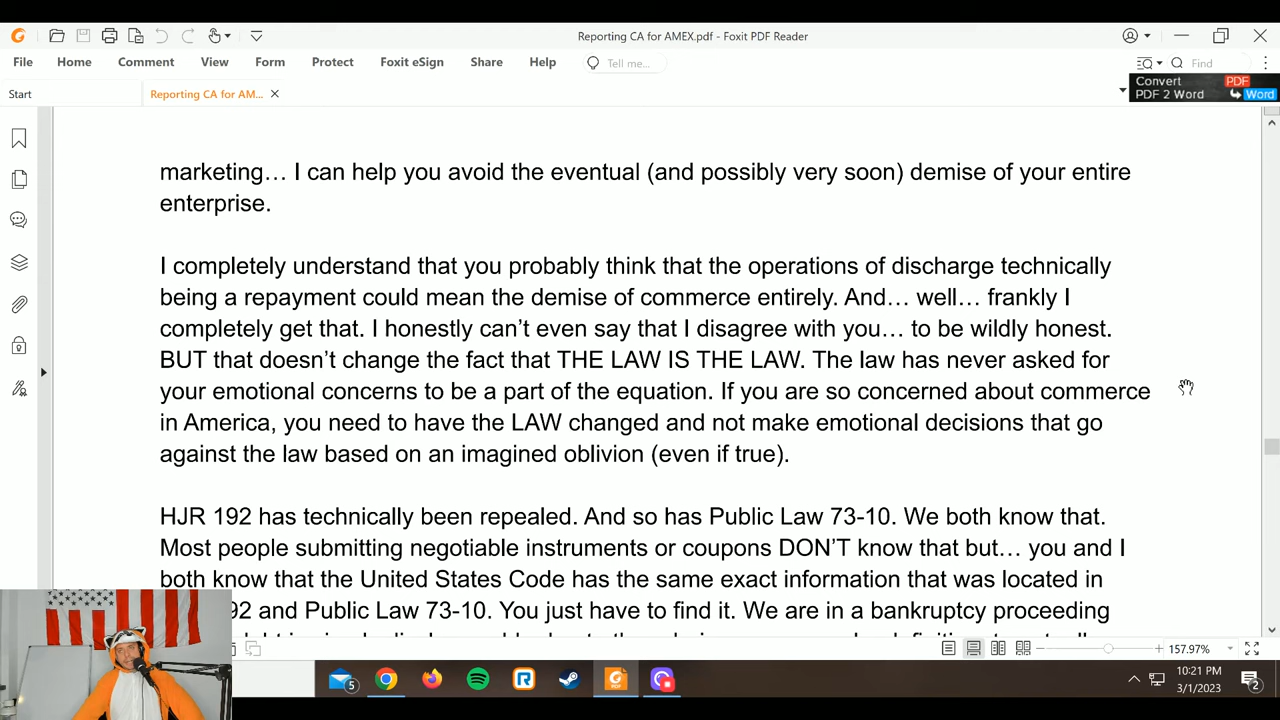 Reporting CA for AMEX.pdf - Foxit PDF Reader
File Home Comment View Form Protect Foxit eSign Share Help Tell me... Find
Start Reporting CA for AM...
Convert PDF
PDF 2 Word Word
marketing… I can help you avoid the eventual (and possibly very soon) demise of your entire
enterprise.
I completely understand that you probably think that the operations of discharge technically
being a repayment could mean the demise of commerce entirely. And… well… frankly I
completely get that. I honestly can’t even say that I disagree with you… to be wildly honest.
BUT that doesn’t change the fact that THE LAW IS THE LAW. The law has never asked for
your emotional concerns to be a part of the equation. If you are so concerned about commerce
in America, you need to have the LAW changed and not make emotional decisions that go
against the law based on an imagined oblivion (even if true).
HJR 192 has technically been repealed. And so has Public Law 73-10. We both know that.
Most people submitting negotiable instruments or coupons DON’T know that but… you and I
both know that the United States Code has the same exact information that was located in
92 and Public Law 73-10. You just have to find it. We are in a bankruptcy proceeding
157.97%
5
10:21 PM
3/1/2023
2